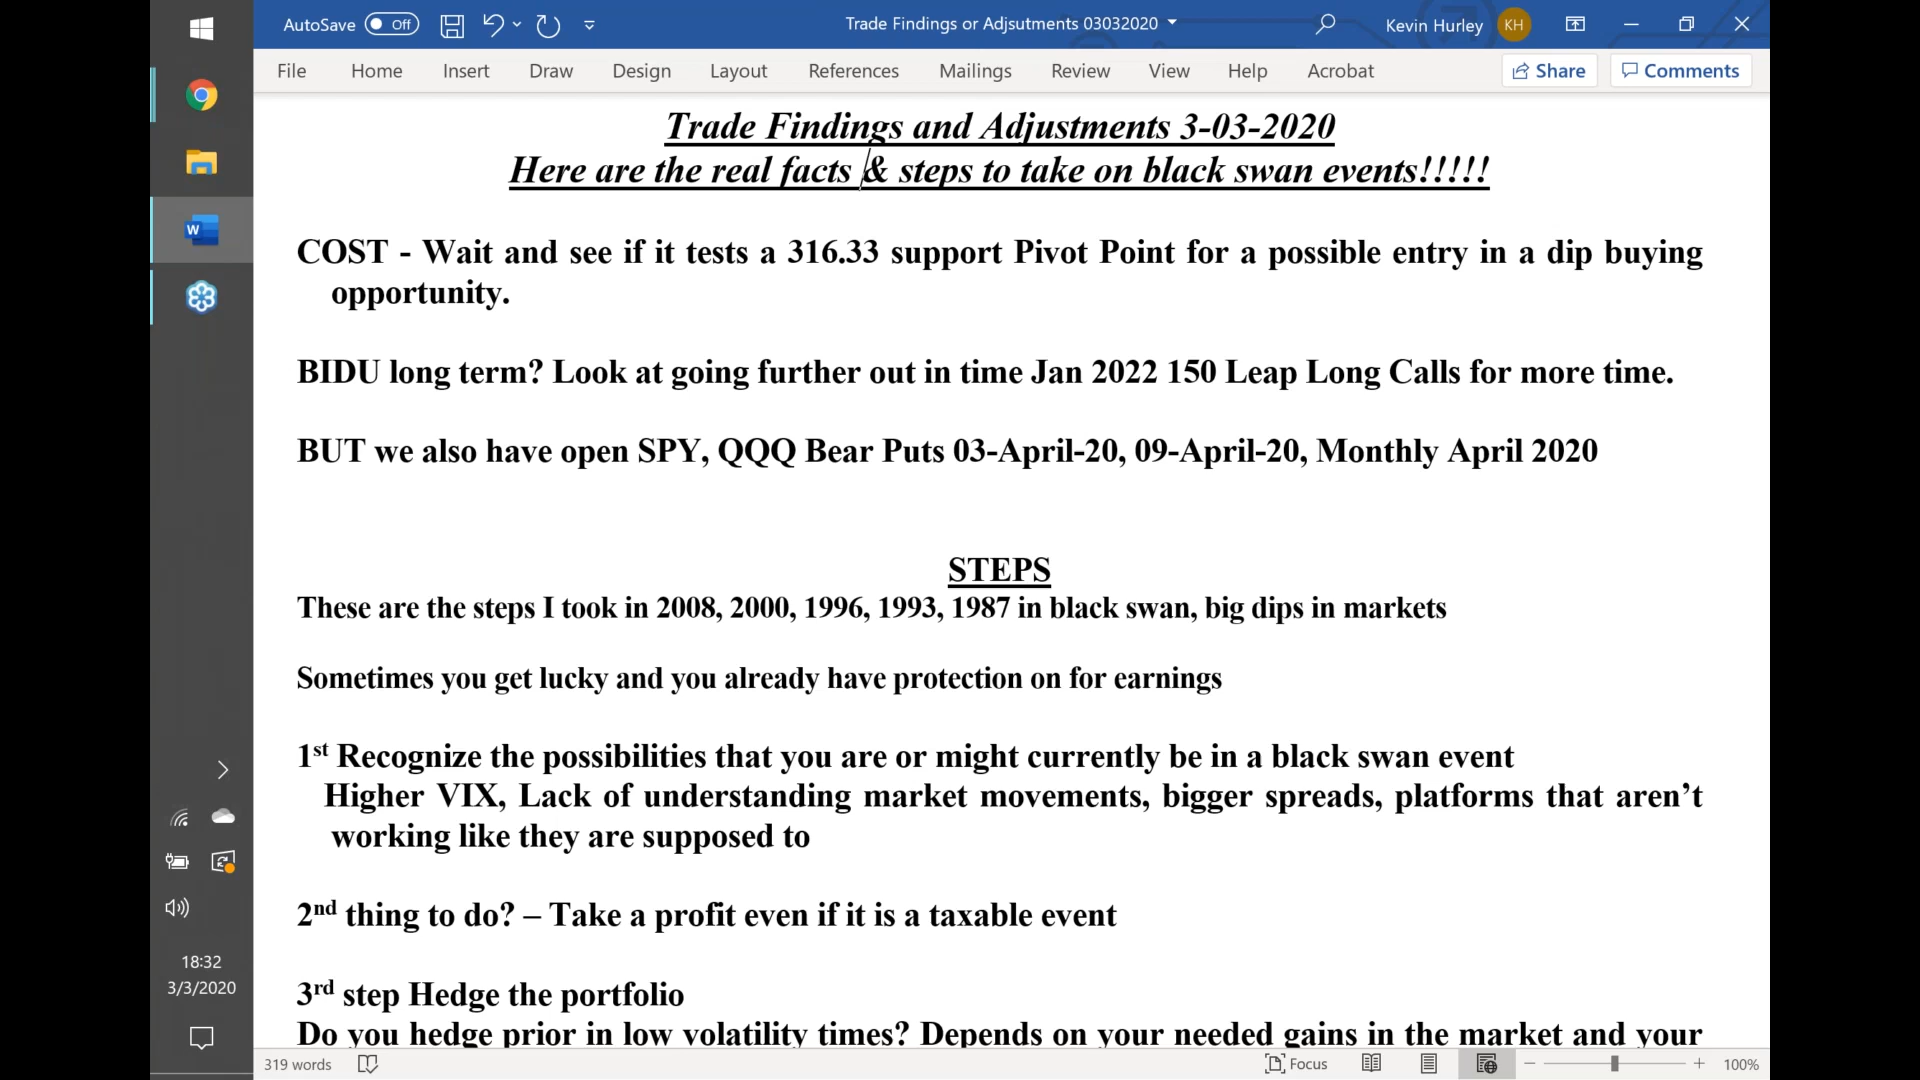 AutoSave Off Trade Findings or Adjsutments 03032020 Kevin Hurley KH
File Home Insert Draw Design Layout References Mailings Review View Help Acrobat Share Comments
Trade Findings and Adjustments 3-03-2020
Here are the real facts & steps to take on black swan events!!!!!
COST - Wait and see if it tests a 316.33 support Pivot Point for a possible entry in a dip buying
opportunity.
BIDU long term? Look at going further out in time Jan 2022 150 Leap Long Calls for more time.
BUT we also have open SPY, QQQ Bear Puts 03-April-20, 09-April-20, Monthly April 2020
STEPS
These are the steps I took in 2008, 2000, 1996, 1993, 1987 in black swan, big dips in markets
Sometimes you get lucky and you already have protection on for earnings
1st Recognize the possibilities that you are or might currently be in a black swan event
Higher VIX, Lack of understanding market movements, bigger spreads, platforms that aren’t
working like they are supposed to
2nd thing to do? – Take a profit even if it is a taxable event
3rd step Hedge the portfolio
Do you hedge prior in low volatility times? Depends on your needed gains in the market and your
W
18:32
3/3/2020
319 words Focus 100%